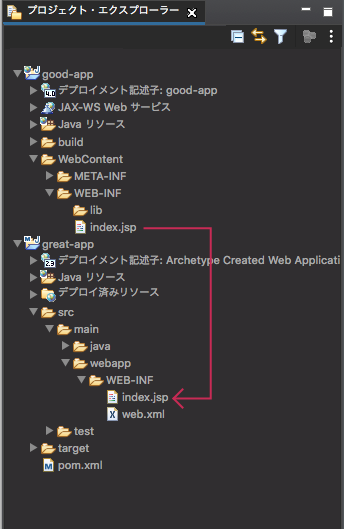 プロジェクト・エクスプローラー
good-app
デプロイメント記述子: good-app
JAX-WS Web サービス
Java リソース
build
WebContent
META-INF
WEB-INF
lib
index.jsp
great-app
デプロイメント記述子: Archetype Created Web Applicati
Java リソース
デプロイ済みリソース
src
main
java
webapp
WEB-INF
index.jsp
web.xml
test
target
pom.xml